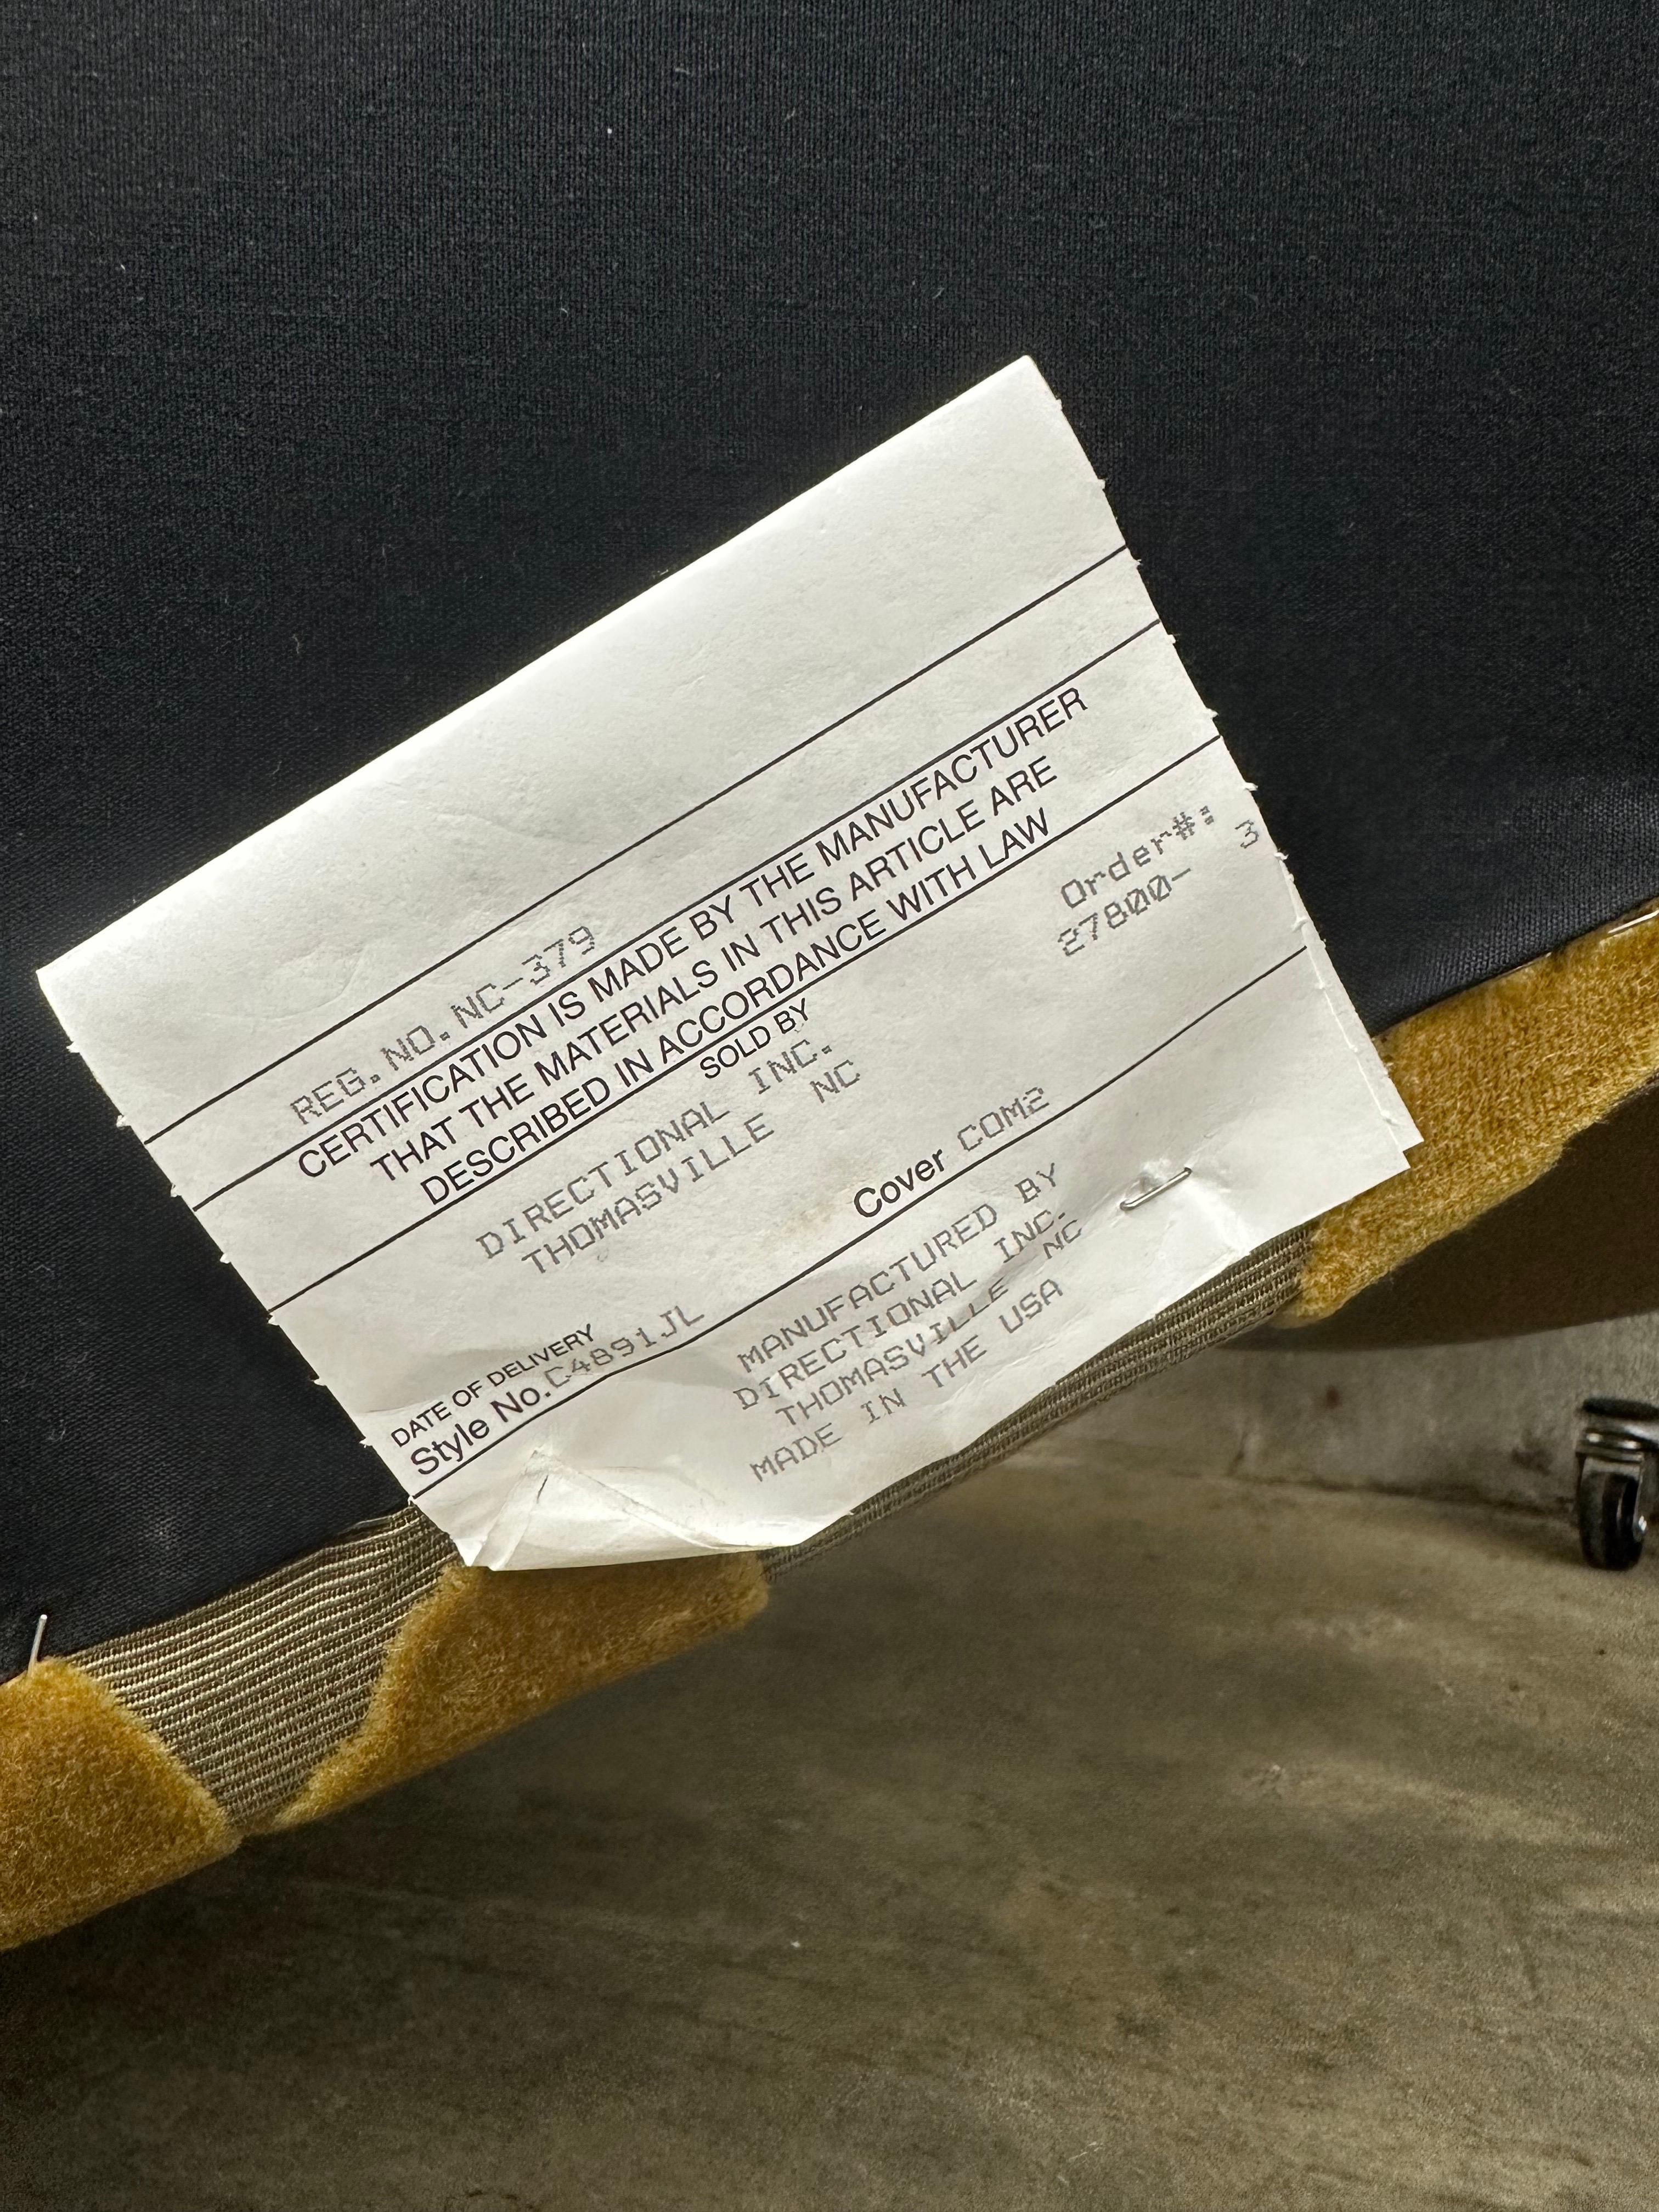 REG. NO. NC-379
CERTIFICATION IS MADE BY THE MANUFACTURER
THAT THE MATERIALS IN THIS ARTICLE ARE
DESCRIBED IN ACCORDANCE WITH LAW
SOLD BY
DIRECTIONAL INC.
THOMASVILLE NC
Order#:
27800- 3
DATE OF DELIVERY
Style No. C4891JL Cover COM2
MANUFACTURED BY
DIRECTIONAL INC.
THOMASVILLE NC
MADE IN THE USA